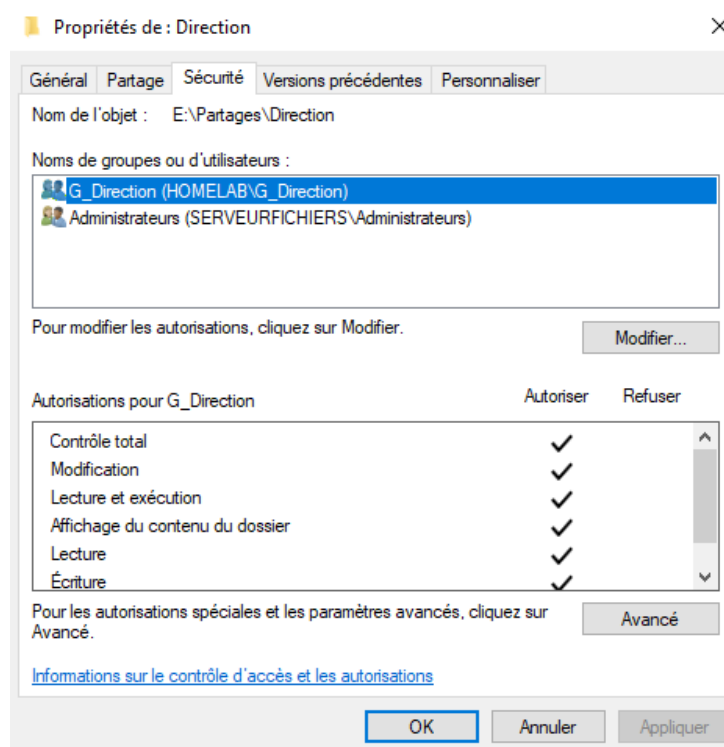 Propriétés de : Direction
Général Partage Sécurité Versions précédentes Personnaliser
Nom de l'objet : E:\Partages\Direction
Noms de groupes ou d'utilisateurs :
G_Direction (HOMELAB\G_Direction)
Administrateurs (SERVEURFICHIERS\Administrateurs)
Pour modifier les autorisations, cliquez sur Modifier.
Modifier...
Autorisations pour G_Direction Autoriser Refuser
Contrôle total
Modification
Lecture et exécution
Affichage du contenu du dossier
Lecture
Écriture
Pour les autorisations spéciales et les paramètres avancés, cliquez sur
Avancé.
Avancé
Informations sur le contrôle d'accès et les autorisations
OK Annuler Appliquer